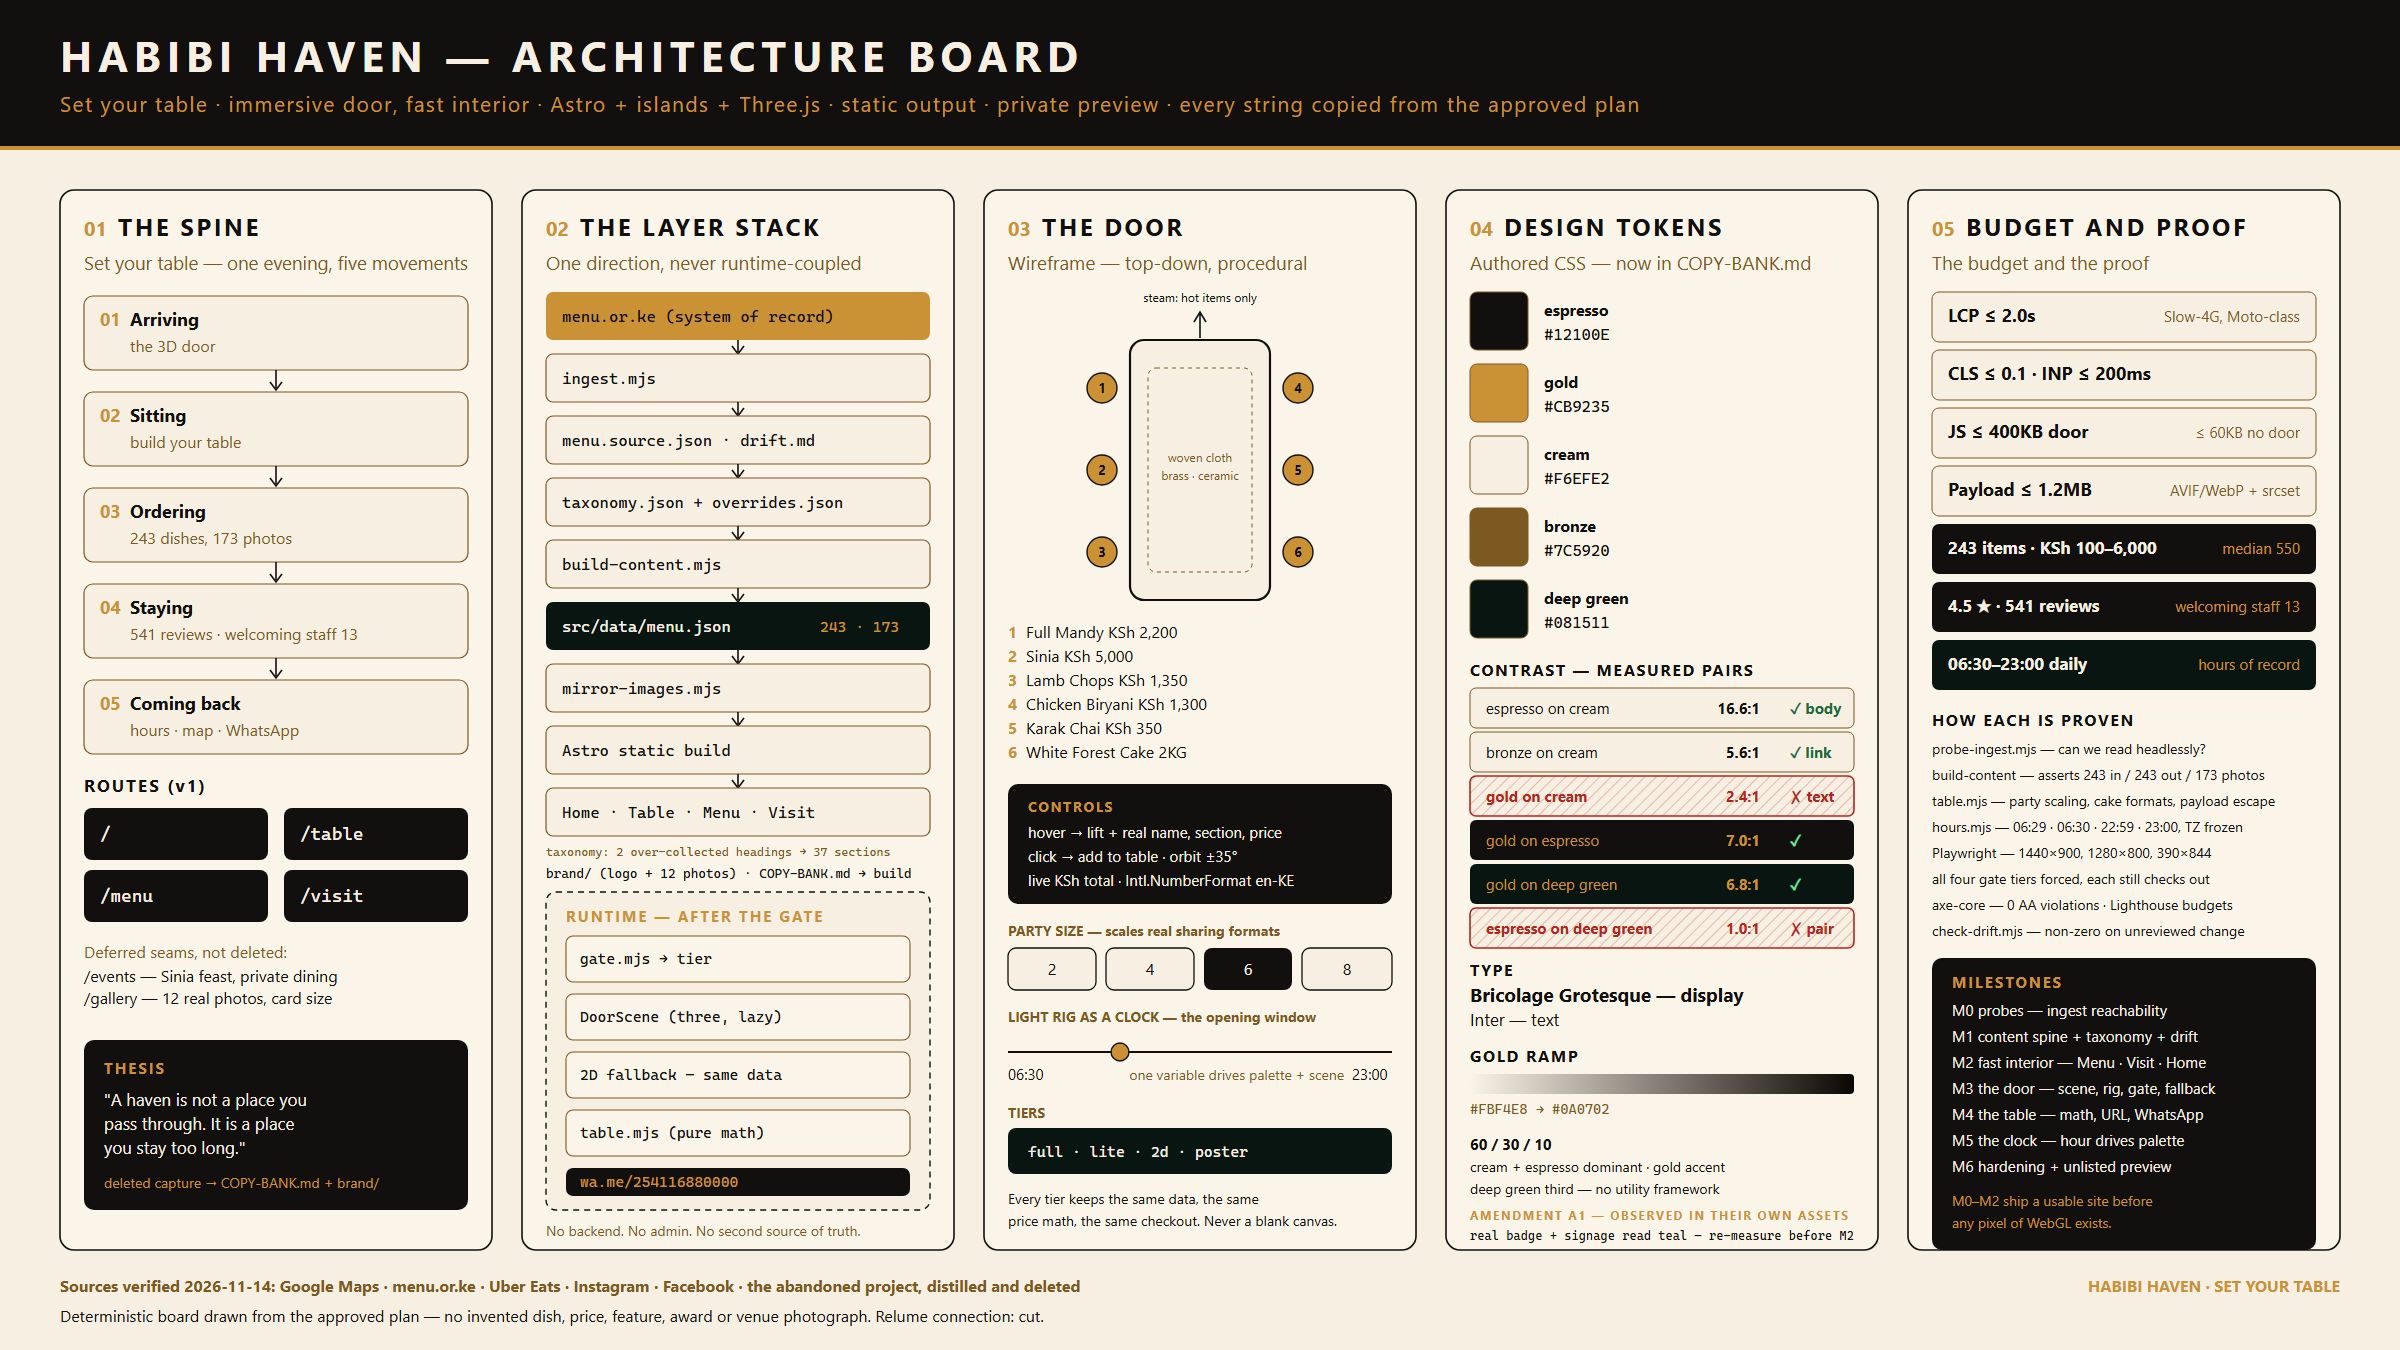 HABIBI HAVEN — ARCHITECTURE BOARD
Set your table · immersive door, fast interior · Astro + islands + Three.js · static output · private preview · every string copied from the approved plan
01 THE SPINE
Set your table — one evening, five movements
01 Arriving
the 3D door
02 Sitting
build your table
03 Ordering
243 dishes, 173 photos
04 Staying
541 reviews · welcoming staff 13
05 Coming back
hours · map · WhatsApp
ROUTES (v1)
/
/table
/menu
/visit
Deferred seams, not deleted:
/events — Sinia feast, private dining
/gallery — 12 real photos, card size
THESIS
"A haven is not a place you
pass through. It is a place
you stay too long."
deleted capture → COPY-BANK.md + brand/
02 THE LAYER STACK
One direction, never runtime-coupled
menu.or.ke (system of record)
ingest.mjs
menu.source.json · drift.md
taxonomy.json + overrides.json
build-content.mjs
src/data/menu.json 243 · 173
mirror-images.mjs
Astro static build
Home · Table · Menu · Visit
taxonomy: 2 over-collected headings → 37 sections
brand/ (logo + 12 photos) · COPY-BANK.md → build
RUNTIME — AFTER THE GATE
gate.mjs → tier
DoorScene (three, lazy)
2D fallback — same data
table.mjs (pure math)
wa.me/254116880000
No backend. No admin. No second source of truth.
03 THE DOOR
Wireframe — top-down, procedural
steam: hot items only
1
4
woven cloth
brass · ceramic
2
5
3
6
1 Full Mandy KSh 2,200
2 Sinia KSh 5,000
3 Lamb Chops KSh 1,350
4 Chicken Biryani KSh 1,300
5 Karak Chai KSh 350
6 White Forest Cake 2KG
CONTROLS
hover → lift + real name, section, price
click → add to table · orbit ±35°
live KSh total · Intl.NumberFormat en-KE
PARTY SIZE — scales real sharing formats
2 4 6 8
LIGHT RIG AS A CLOCK — the opening window
06:30 one variable drives palette + scene 23:00
TIERS
full · lite · 2d · poster
Every tier keeps the same data, the same
price math, the same checkout. Never a blank canvas.
04 DESIGN TOKENS
Authored CSS — now in COPY-BANK.md
espresso
#12100E
gold
#CB9235
cream
#F6EFE2
bronze
#7C5920
deep green
#081511
CONTRAST — MEASURED PAIRS
espresso on cream 16.6:1 ✓ body
bronze on cream 5.6:1 ✓ link
gold on cream 2.4:1 ✗ text
gold on espresso 7.0:1 ✓
gold on deep green 6.8:1 ✓
espresso on deep green 1.0:1 ✗ pair
TYPE
Bricolage Grotesque — display
Inter — text
GOLD RAMP
#FBF4E8 → #0A0702
60 / 30 / 10
cream + espresso dominant · gold accent
deep green third — no utility framework
AMENDMENT A1 — OBSERVED IN THEIR OWN ASSETS
real badge + signage read teal — re-measure before M2
05 BUDGET AND PROOF
The budget and the proof
LCP ≤ 2.0s Slow-4G, Moto-class
CLS ≤ 0.1 · INP ≤ 200ms
JS ≤ 400KB door ≤ 60KB no door
Payload ≤ 1.2MB AVIF/WebP + srcset
243 items · KSh 100–6,000 median 550
4.5 ★ · 541 reviews welcoming staff 13
06:30–23:00 daily hours of record
HOW EACH IS PROVEN
probe-ingest.mjs — can we read headlessly?
build-content — asserts 243 in / 243 out / 173 photos
table.mjs — party scaling, cake formats, payload escape
hours.mjs — 06:29 · 06:30 · 22:59 · 23:00, TZ frozen
Playwright — 1440×900, 1280×800, 390×844
all four gate tiers forced, each still checks out
axe-core — 0 AA violations · Lighthouse budgets
check-drift.mjs — non-zero on unreviewed change
MILESTONES
M0 probes — ingest reachability
M1 content spine + taxonomy + drift
M2 fast interior — Menu · Visit · Home
M3 the door — scene, rig, gate, fallback
M4 the table — math, URL, WhatsApp
M5 the clock — hour drives palette
M6 hardening + unlisted preview
M0–M2 ship a usable site before
any pixel of WebGL exists.
Sources verified 2026-11-14: Google Maps · menu.or.ke · Uber Eats · Instagram · Facebook · the abandoned project, distilled and deleted
HABIBI HAVEN · SET YOUR TABLE
Deterministic board drawn from the approved plan — no invented dish, price, feature, award or venue photograph. Relume connection: cut.